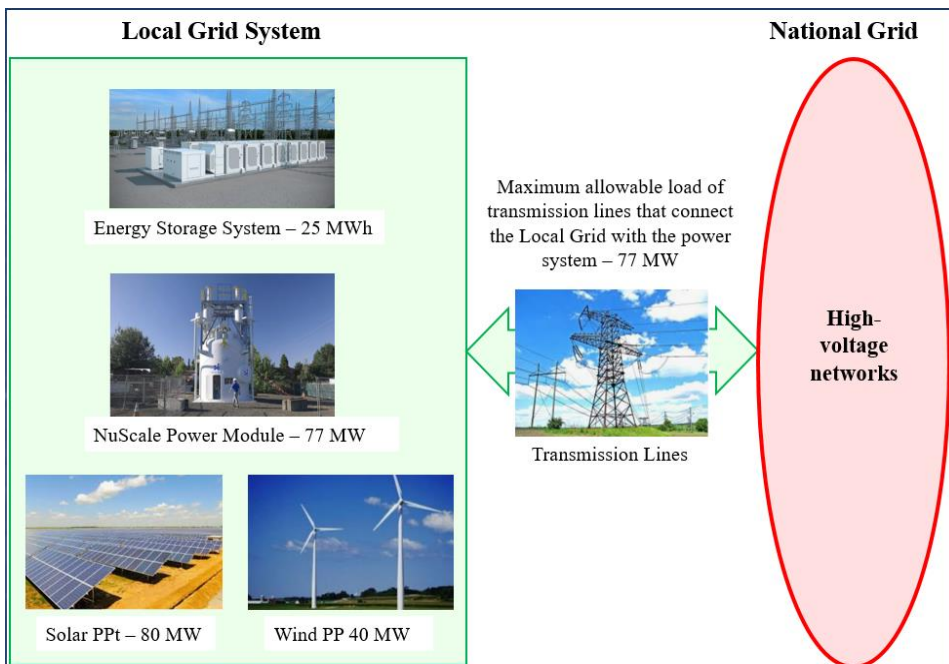 Local Grid System
National Grid
Energy Storage System – 25 MWh
NuScale Power Module – 77 MW
Solar PPt – 80 MW
Wind PP 40 MW
Maximum allowable load of
transmission lines that connect
the Local Grid with the power
system – 77 MW
Transmission Lines
High-
voltage
networks